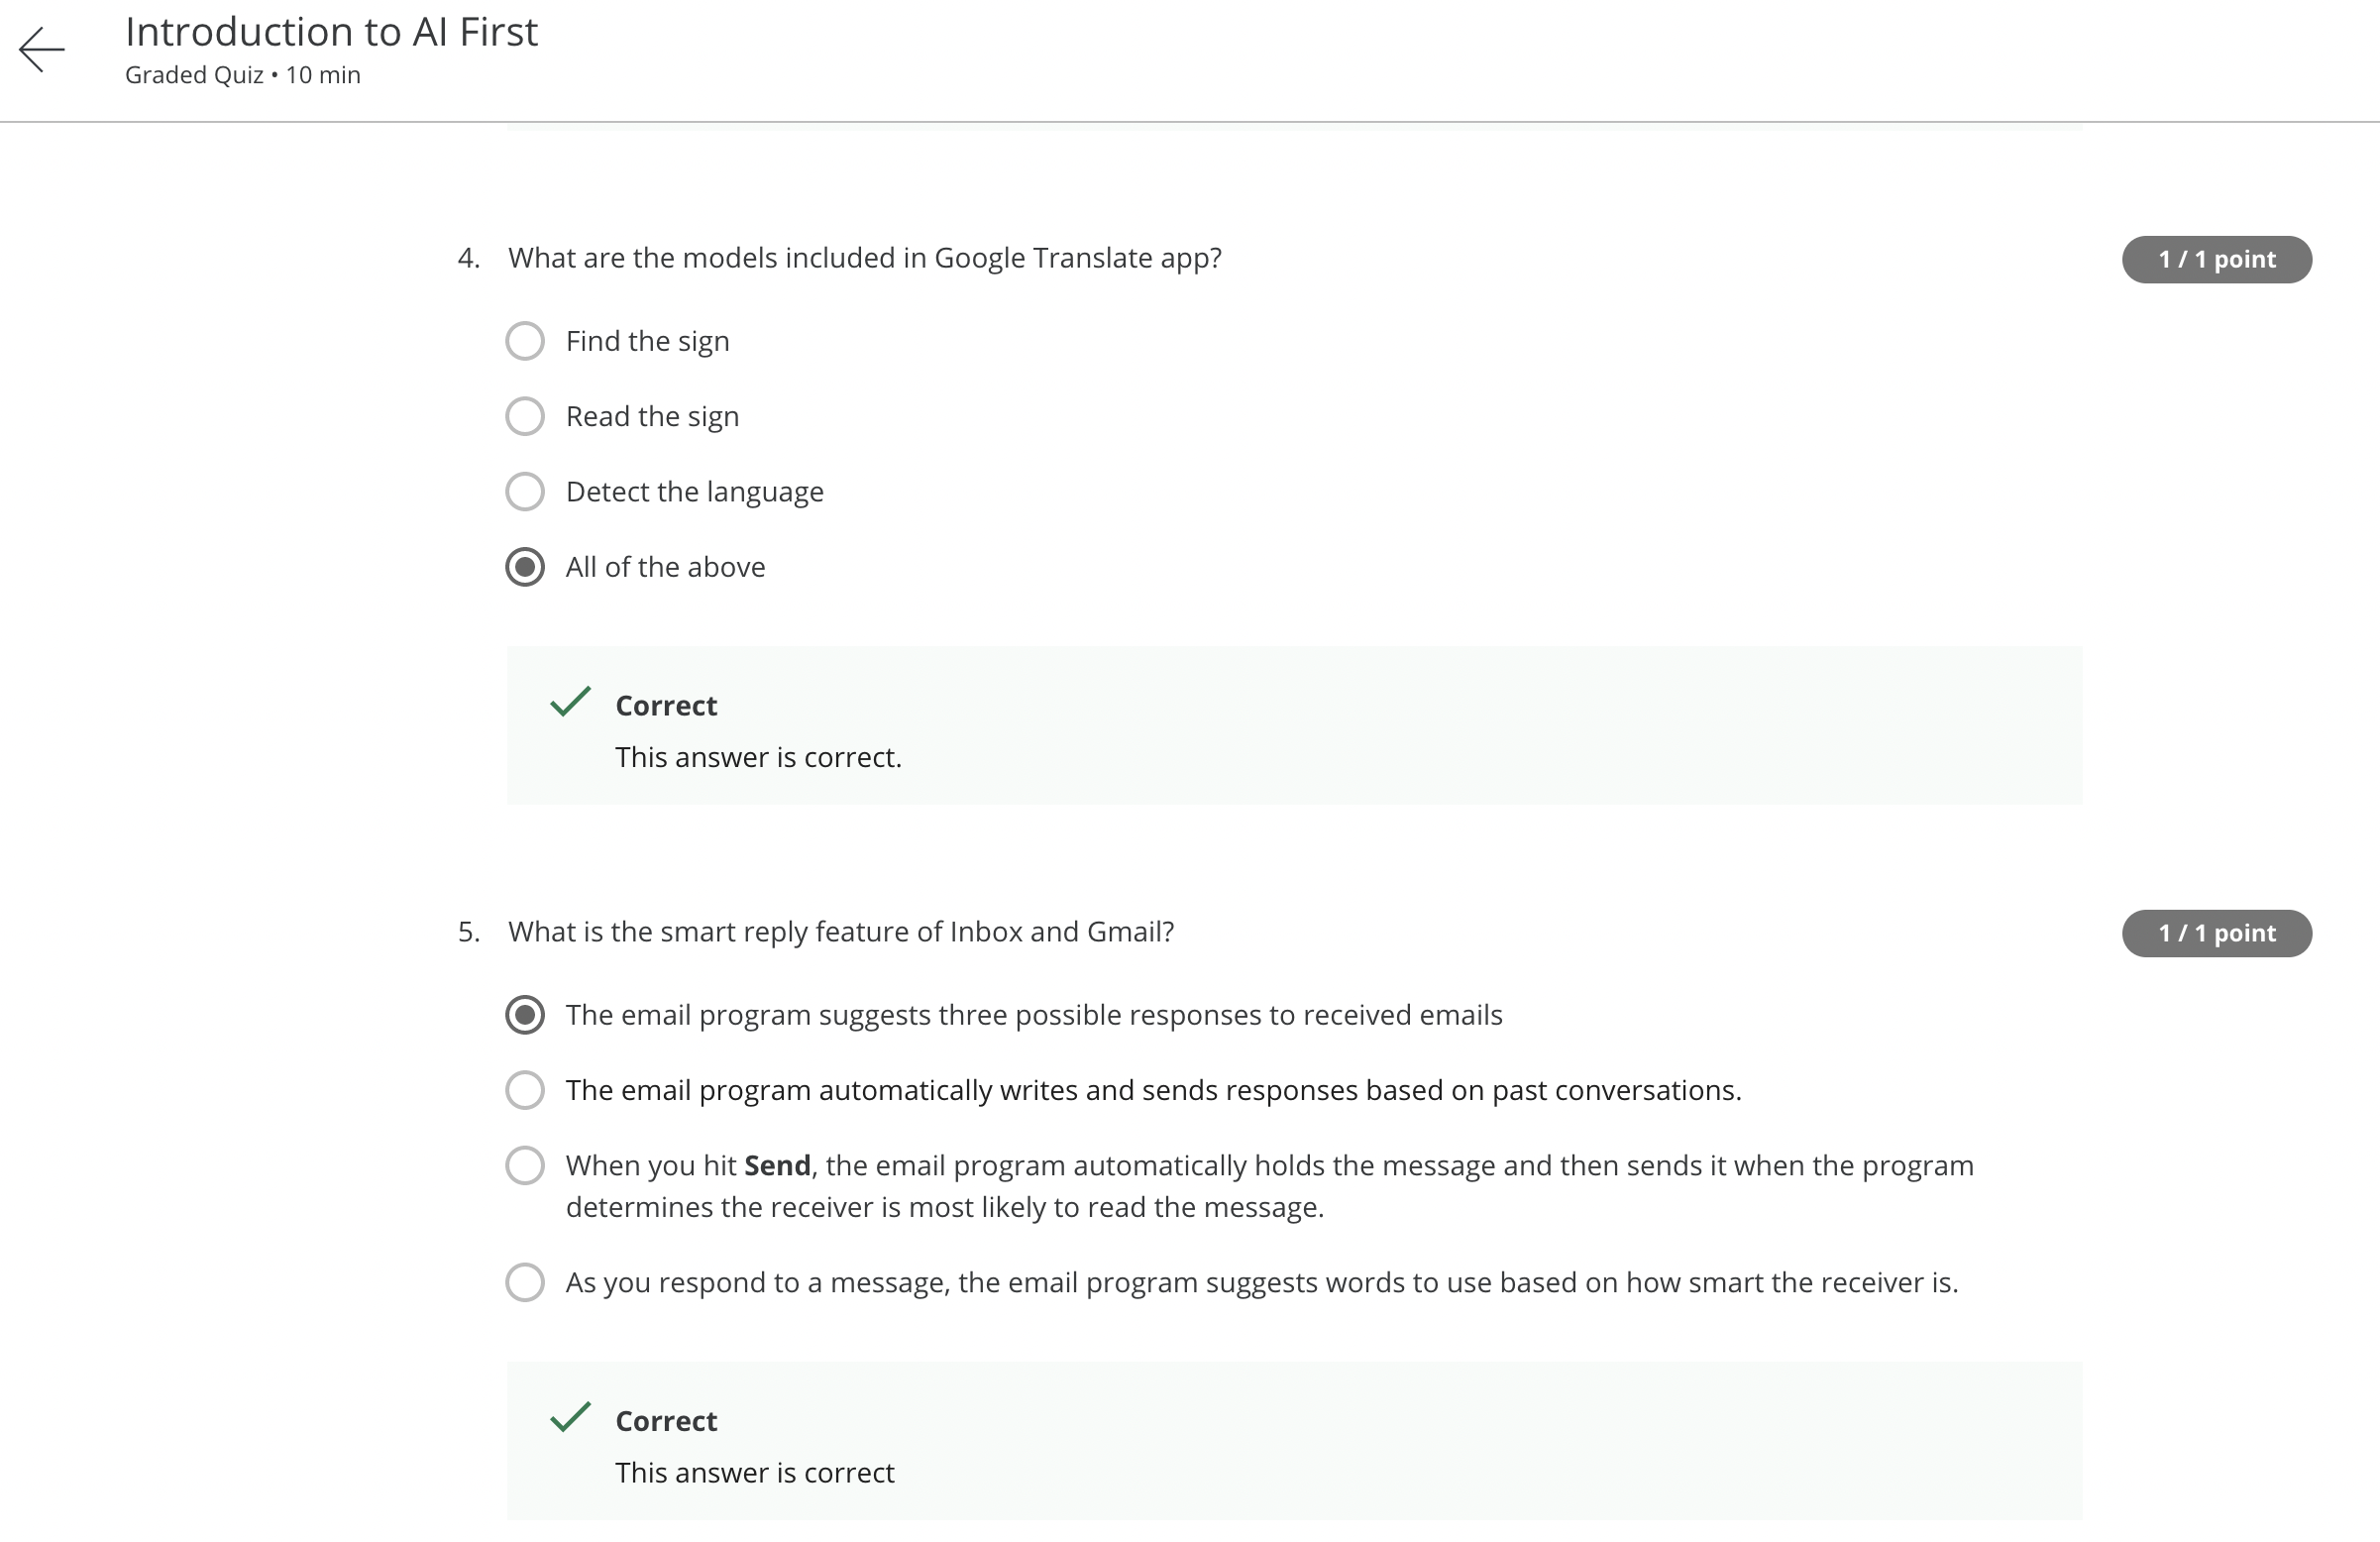 Introduction to AI First
Graded Quiz • 10 min
4. What are the models included in Google Translate app?
1 / 1 point
Find the sign
Read the sign
Detect the language
All of the above
Correct
This answer is correct.
5. What is the smart reply feature of Inbox and Gmail?
1 / 1 point
The email program suggests three possible responses to received emails
The email program automatically writes and sends responses based on past conversations.
When you hit Send, the email program automatically holds the message and then sends it when the program
determines the receiver is most likely to read the message.
As you respond to a message, the email program suggests words to use based on how smart the receiver is.
Correct
This answer is correct